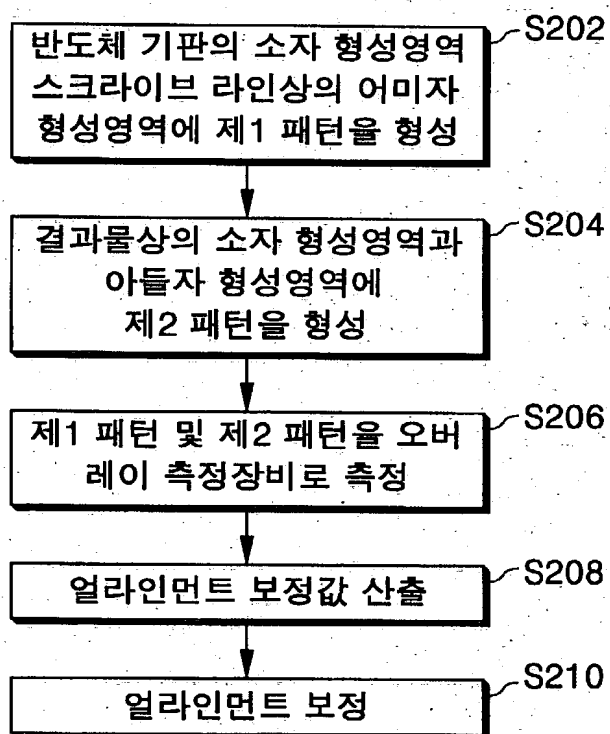 S202
반도체 기판의 소자 형성영역
스크라이브 라인상의 어미자
형성영역에 제1 패턴을 형성
S204
결과물상의 소자 형성영역과
아들자 형성영역에
제2 패턴을 형성
S206
제1 패턴 및 제2 패턴을 오버
레이 측정장비로 측정
S208
얼라인먼트 보정값 산출
S210
얼라인먼트 보정